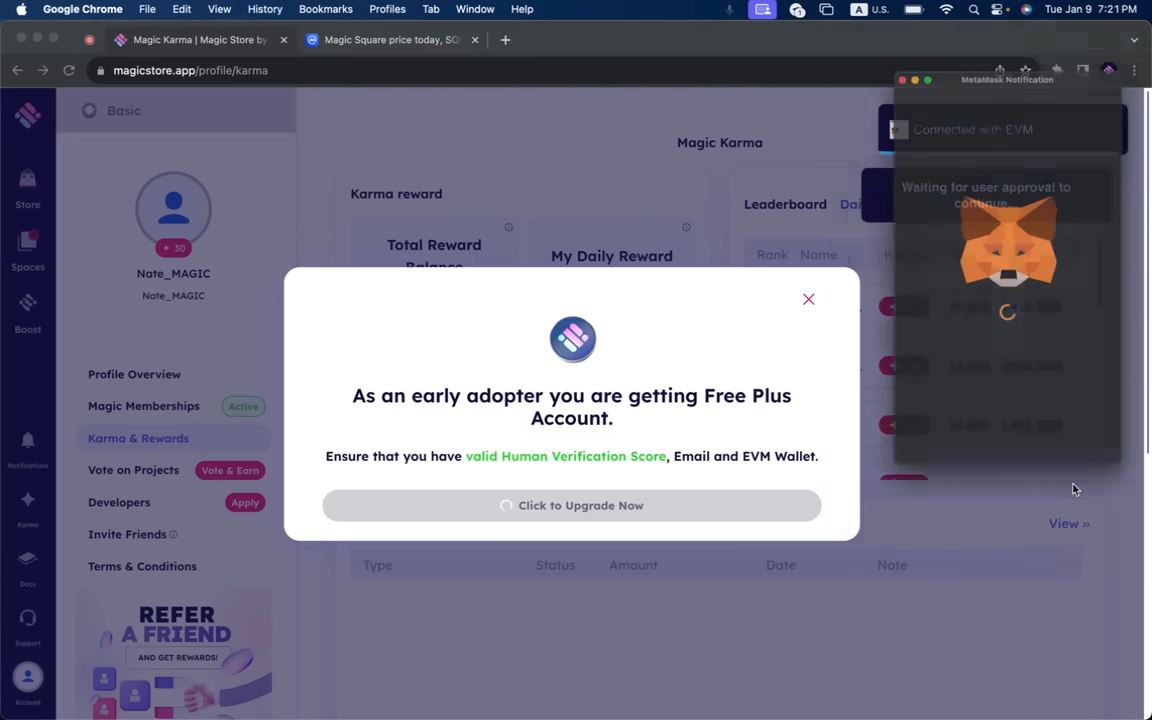 Google Chrome File Edit View History Bookmarks Profiles Tab Window Help
A U.S. Tue Jan 9 7:21 PM
Magic Karma | Magic Store by
Magic Square price today, SQ
magicstore.app/profile/karma
MetaMask Notification
Basic
Connected with EVM
Magic Karma
Waiting for user approval to
continue...
Store
Spaces
Boost
Notifications
Karma
Docs
Support
Account
+ 30
Nate_MAGIC
Nate_MAGIC
Profile Overview
Magic Memberships Active
Karma & Rewards
Vote on Projects Vote & Earn
Developers Apply
Invite Friends
Terms & Conditions
REFER
A FRIEND
AND GET REWARDS!
Karma reward
Total Reward
Balance
My Daily Reward
Leaderboard
Rank Name
As an early adopter you are getting Free Plus
Account.
Ensure that you have valid Human Verification Score, Email and EVM Wallet.
Click to Upgrade Now
View »
Type Status Amount Date Note